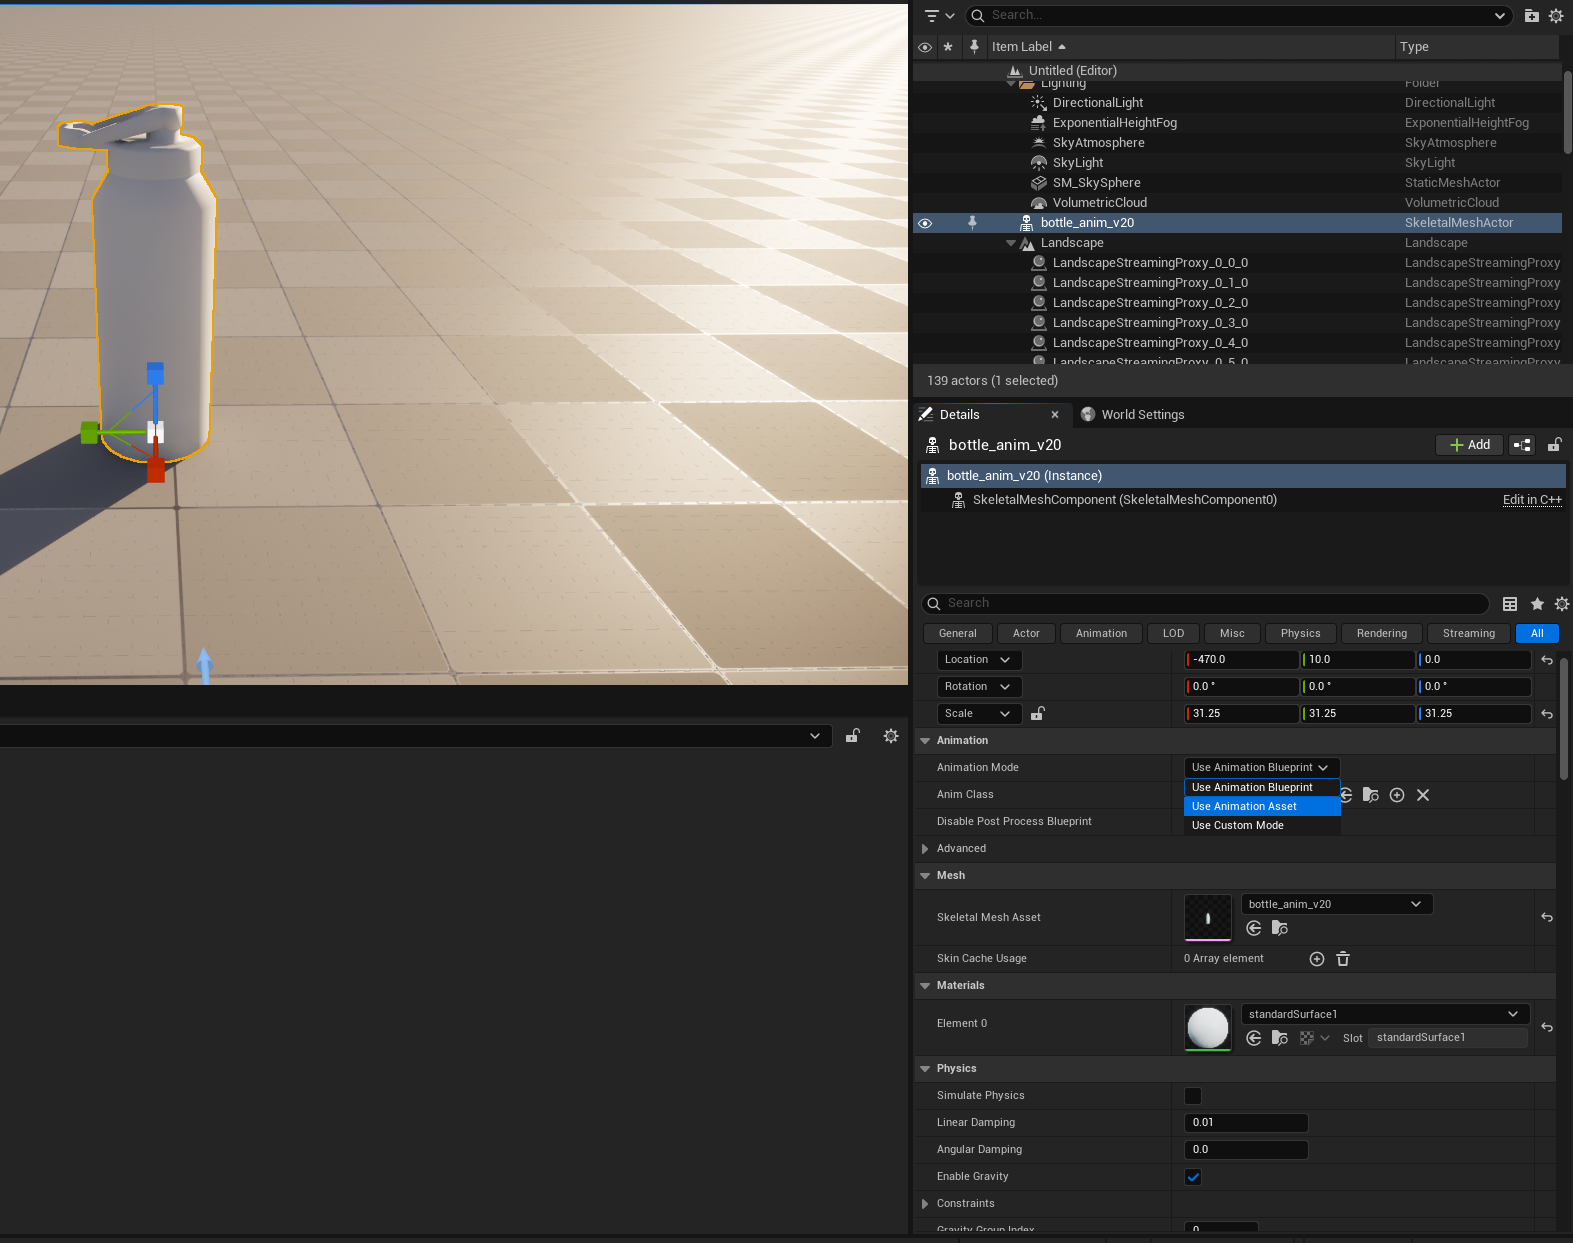 Search...
Item Label Type
Untitled (Editor)
Lighting Folder
DirectionalLight DirectionalLight
ExponentialHeightFog ExponentialHeightFog
SkyAtmosphere SkyAtmosphere
SkyLight SkyLight
SM_SkySphere StaticMeshActor
VolumetricCloud VolumetricCloud
bottle_anim_v20 SkeletalMeshActor
Landscape Landscape
LandscapeStreamingProxy_0_0_0 LandscapeStreamingProxy
LandscapeStreamingProxy_0_1_0 LandscapeStreamingProxy
LandscapeStreamingProxy_0_2_0 LandscapeStreamingProxy
LandscapeStreamingProxy_0_3_0 LandscapeStreamingProxy
LandscapeStreamingProxy_0_4_0 LandscapeStreamingProxy
LandscapeStreamingProxy_0_5_0 LandscapeStreamingProxy
139 actors (1 selected)
Details World Settings
bottle_anim_v20 Add
bottle_anim_v20 (Instance)
SkeletalMeshComponent (SkeletalMeshComponent0) Edit in C++
Search
General Actor Animation LOD Misc Physics Rendering Streaming All
Location -470.0 10.0 0.0
Rotation 0.0 ° 0.0 ° 0.0 °
Scale 31.25 31.25 31.25
Animation
Animation Mode Use Animation Blueprint
Use Animation Blueprint
Anim Class
Use Animation Asset
Disable Post Process Blueprint Use Custom Mode
Advanced
Mesh
Skeletal Mesh Asset bottle_anim_v20
Skin Cache Usage 0 Array element
Materials
Element 0 standardSurface1
Slot standardSurface1
Physics
Simulate Physics
Linear Damping 0.01
Angular Damping 0.0
Enable Gravity
Constraints
Gravity Group Index 0